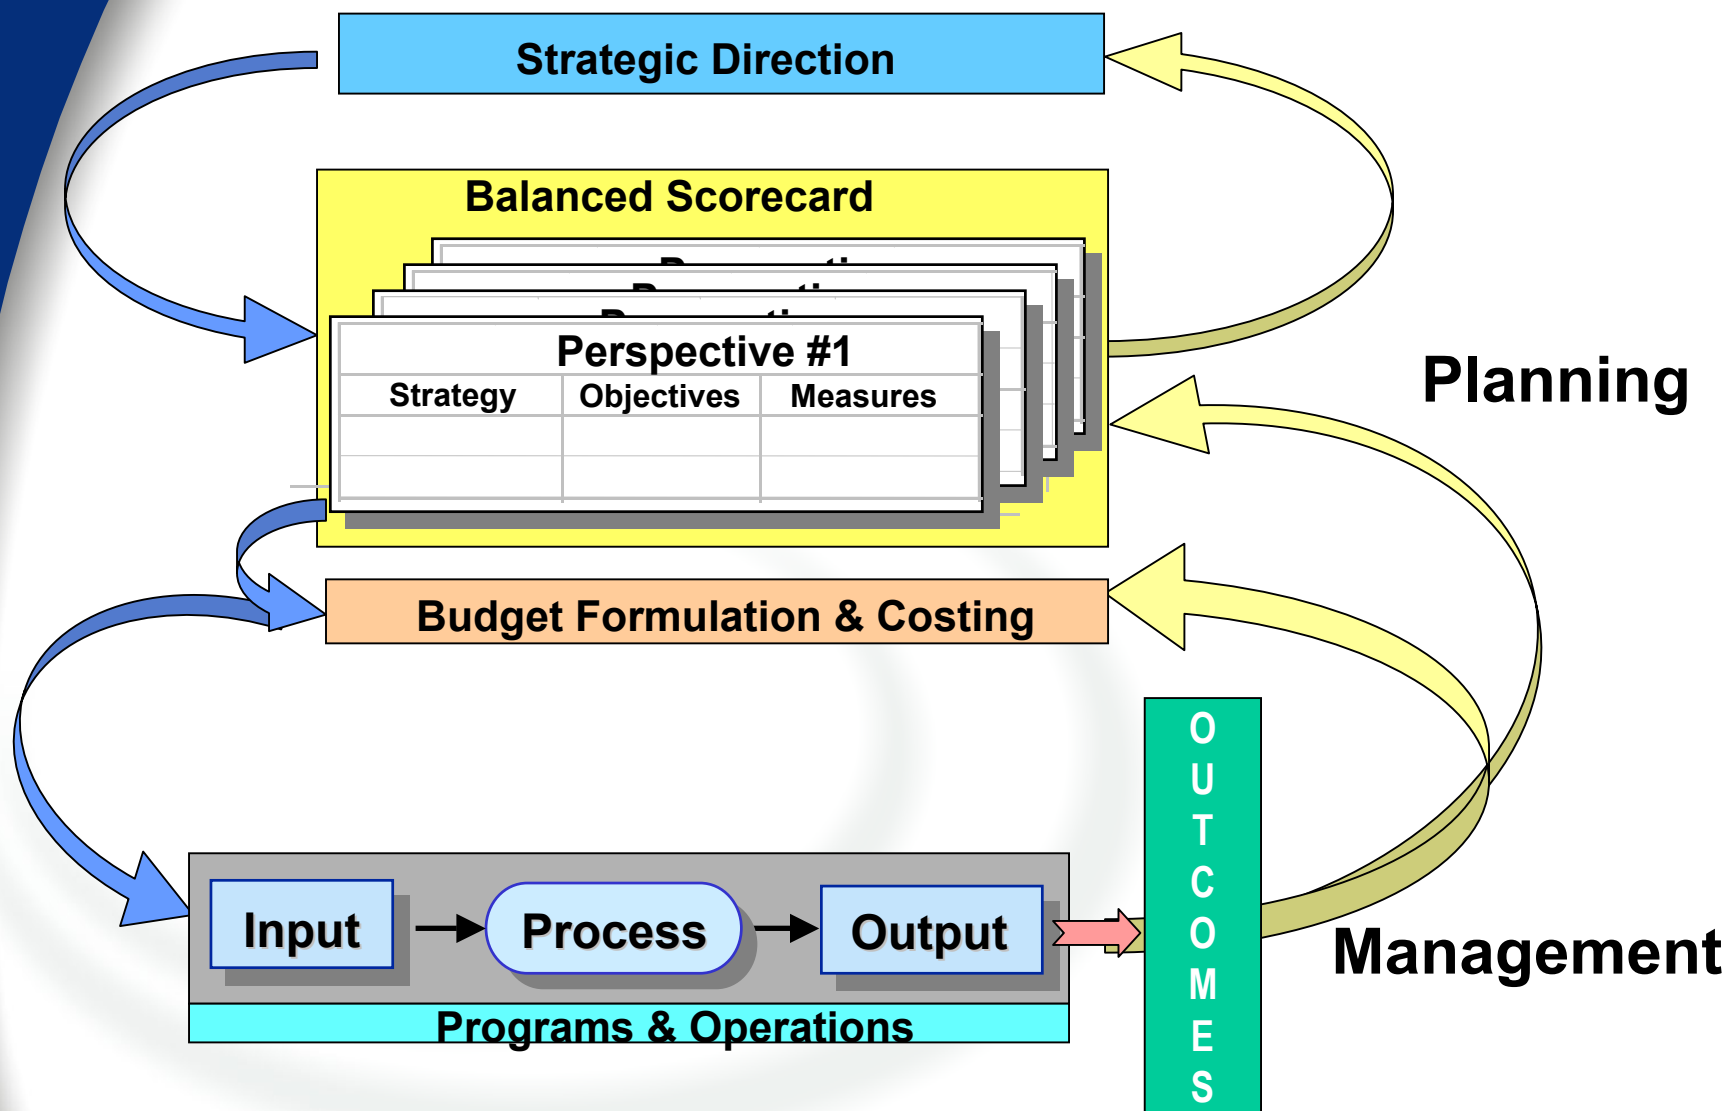 Strategic Direction
Balanced Scorecard
Perspective #1
Strategy Objectives Measures
Planning
Budget Formulation & Costing
OUTCOMES
Input Process Output
Management
Programs & Operations